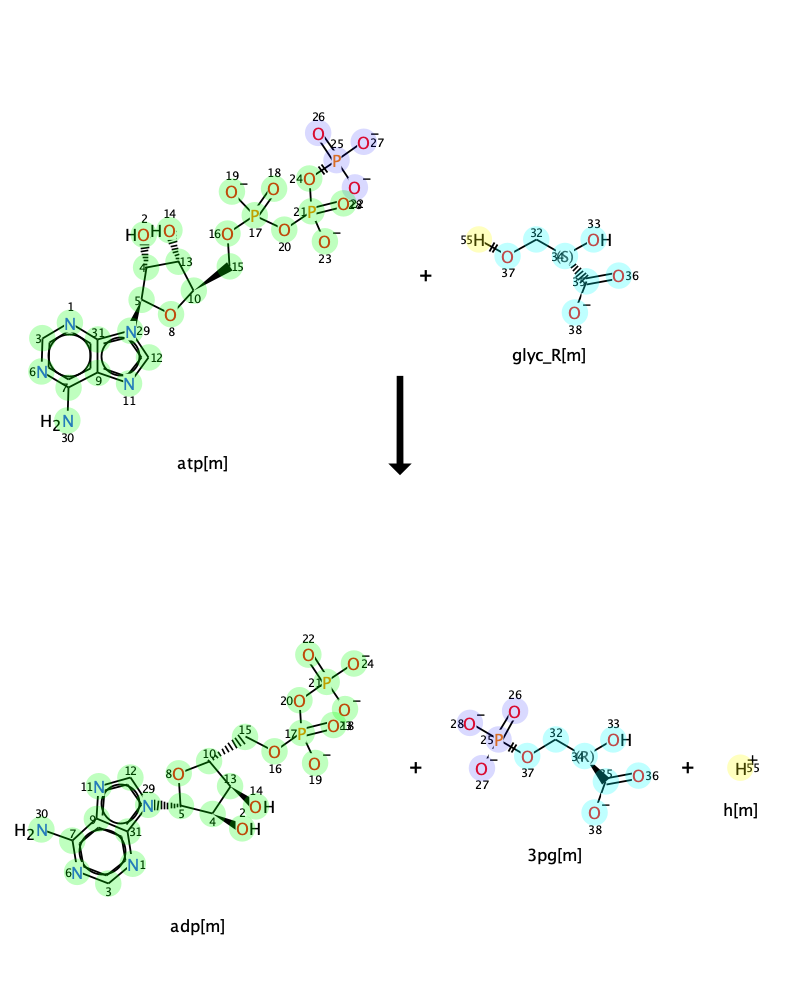 26
25
O
O
27
P
19
18
24
O
O
O
O
21
P
O
2
14
HO
HO
16
O
P
17
O
20
O
23
4
13
15
5
10
O
8
1
N
31
N
29
3
12
6
N
9
N
7
11
H2N
30
atp[m]
+
55
H
O
37
32
33
OH
(S)
O
36
O
38
glyc_R[m]
22
O
O
24
21
P
20
O
O
17
P
O
15
O
16
O
19
8
O
10
13
14
OH
2
OH
4
5
12
11
N
29
N
30
H2N
7
9
31
6
N
N
1
3
adp[m]
+
26
28
O
O
25
P
O
27
O
37
32
33
OH
35
O
36
O
38
3pg[m]
+
H+
55
h[m]